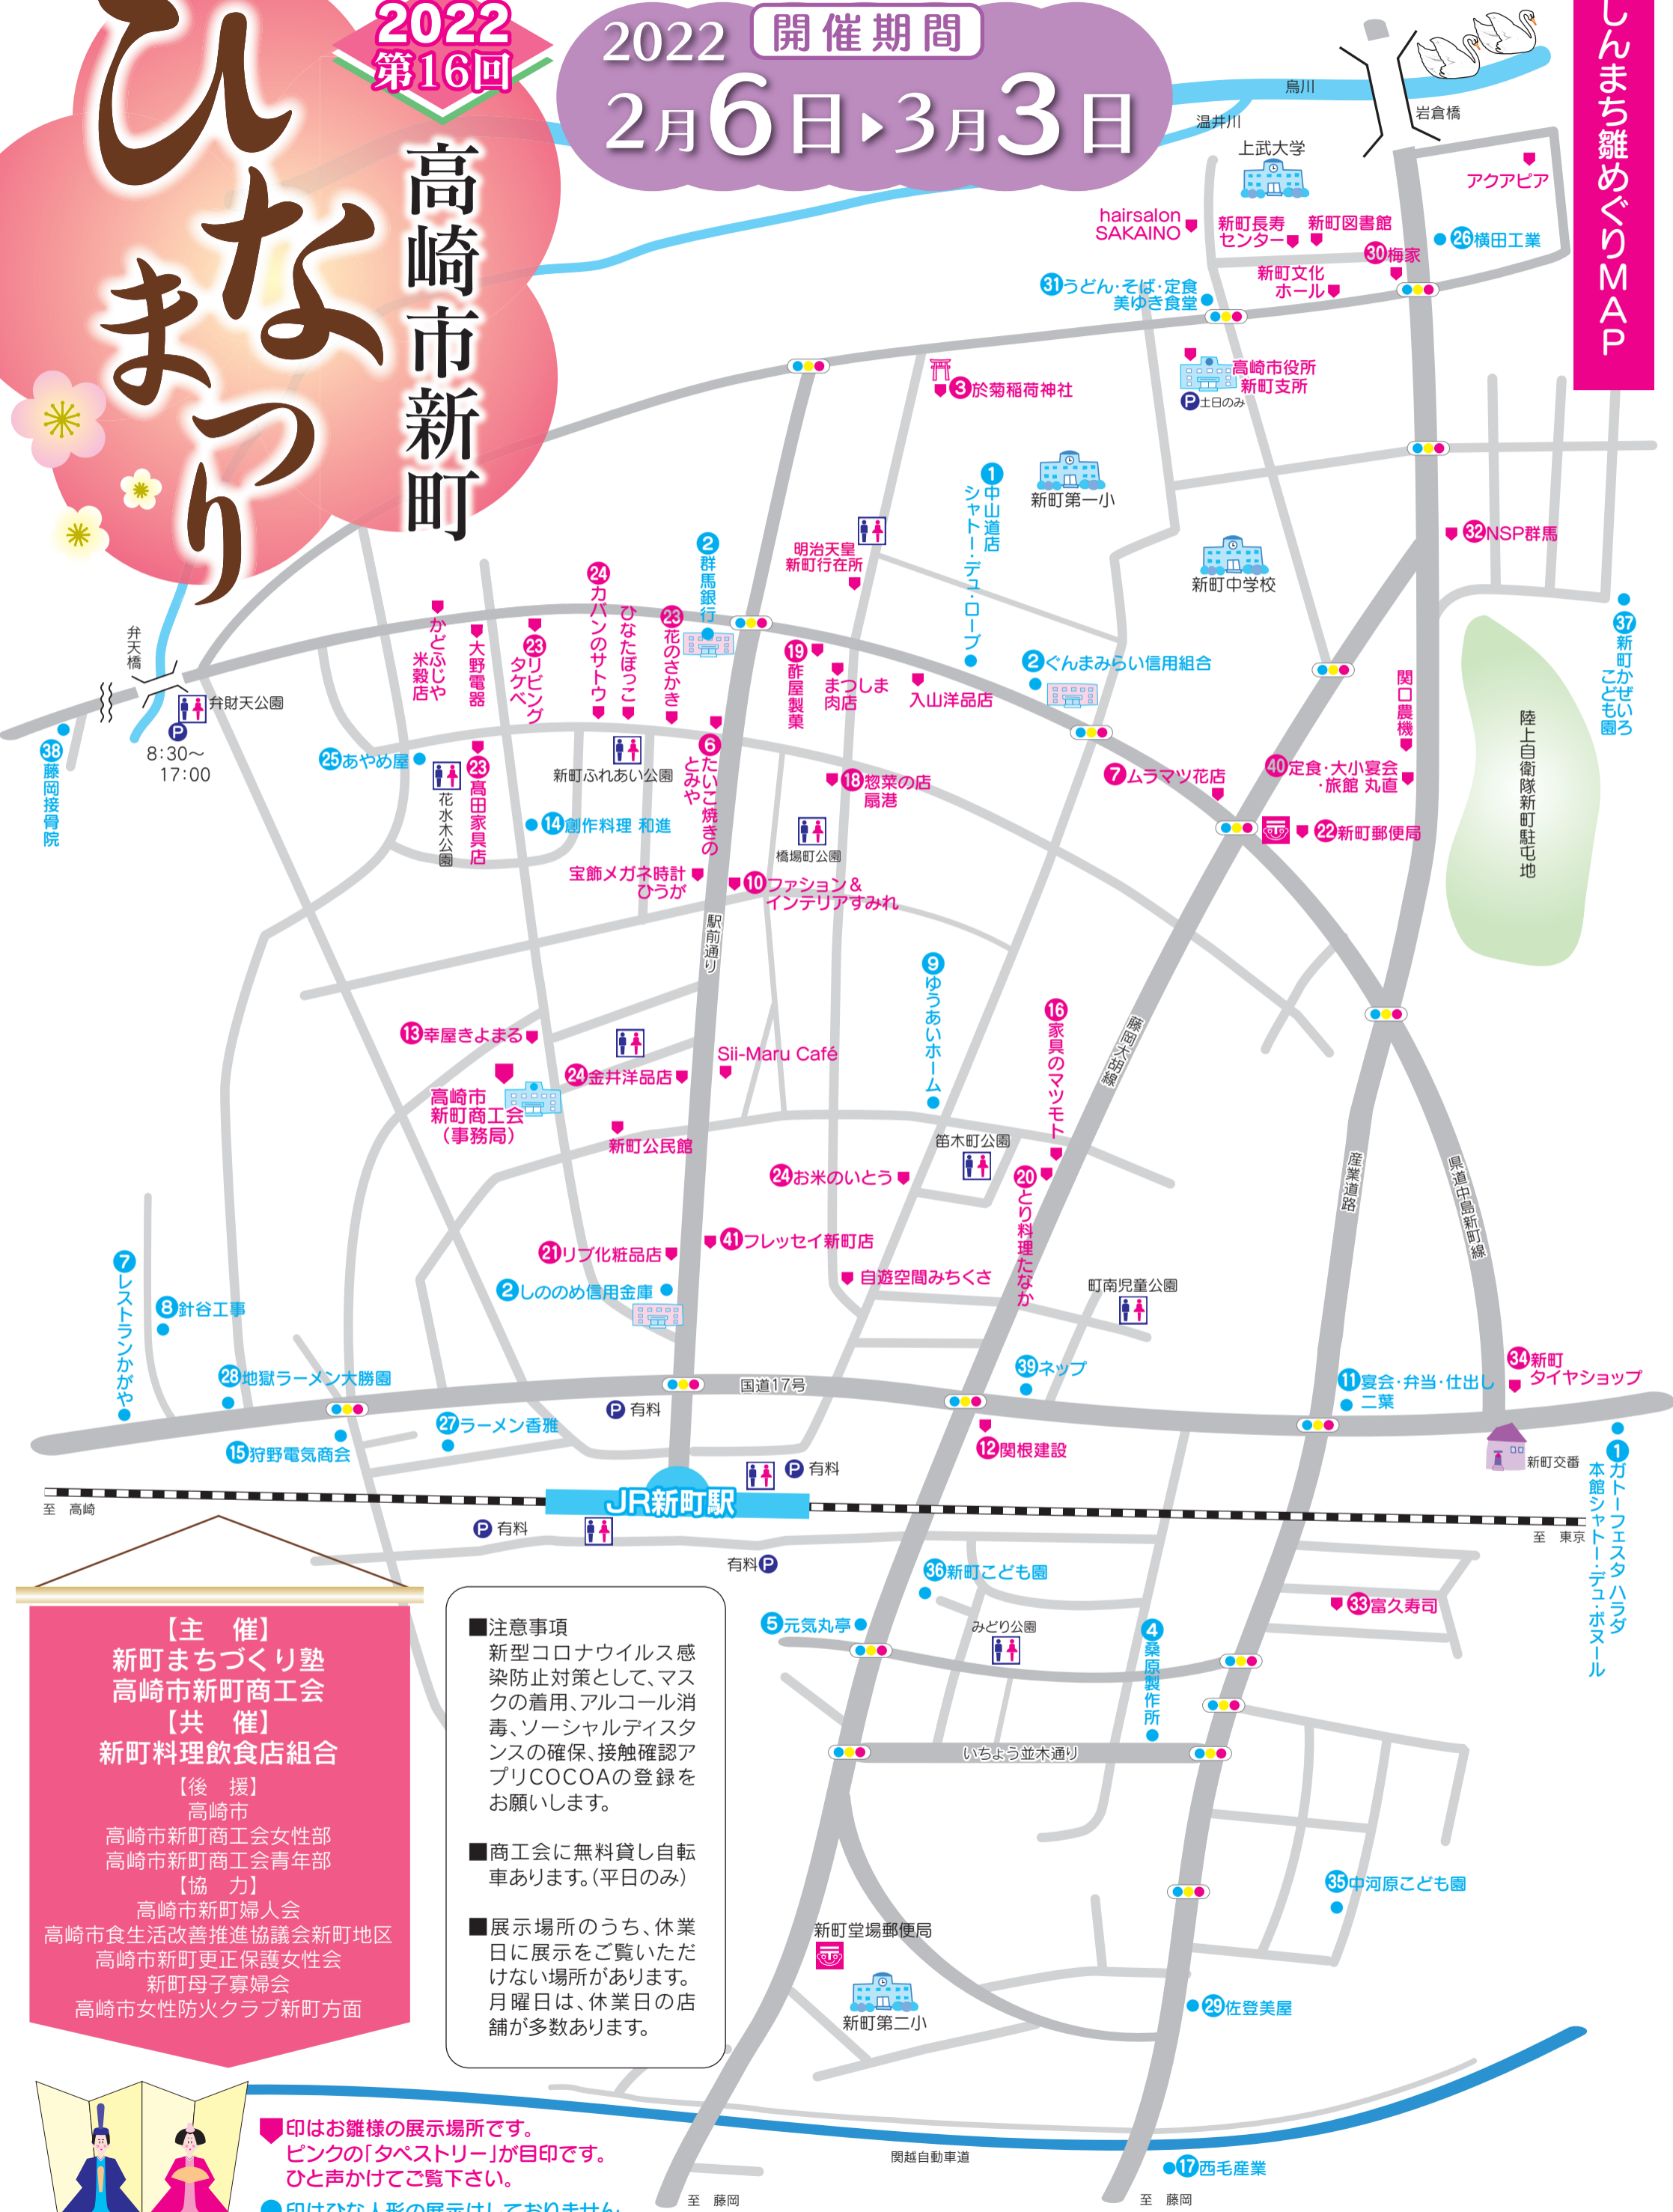 ひなまつり
2022
第16回
高崎市新町
2022
開催期間
2月6日▶3月3日
しんまち雛めぐりMAP
烏川
温井川
岩倉橋
上武大学
アクアピア
hairsalon
SAKAINO
新町長寿
センター
新町図書館
㉚梅家
㉖横田工業
新町文化
ホール
㉛うどん・そば・定食
美ゆき食堂
高崎市役所
新町支所
P土日のみ
③於菊稲荷神社
①中山道店
シャトー・デュ・ローブ
新町第一小
新町中学校
㉜NSP群馬
㊲新町かぜいろ
こども園
明治天皇
新町行在所
②群馬銀行
㉔カバンのサトウ
ひなたぼっこ
㉓花のさかき
かどふじや
米穀店
大野電器
㉓リビング
タケベ
弁天橋
弁財天公園
P
8:30〜
17:00
㊳藤岡接骨院
⑲酢屋製菓
まつしま
肉店
入山洋品店
②ぐんまみらい信用組合
関口農機
陸上自衛隊新町駐屯地
㉕あやめ屋
花水木公園
㉓髙田家具店
新町ふれあい公園
⑥たいこ焼きの
とみや
⑭創作料理 和進
⑱惣菜の店
扇港
橋場町公園
⑦ムラマツ花店
㊵定食・大小宴会
・旅館 丸直
㉒新町郵便局
宝飾メガネ時計
ひうが
⑩ファション&
インテリアすみれ
駅前通り
⑨ゆうあいホーム
⑯家具のマツモト
藤岡大胡線
⑬幸屋きよまる
Sii-Maru Café
㉔金井洋品店
高崎市
新町商工会
(事務局)
新町公民館
笛木町公園
㉔お米のいとう
⑳とり料理たなか
産業道路
県道中島新町線
㉑リブ化粧品店
㊶フレッセイ新町店
自遊空間みちくさ
②しののめ信用金庫
町南児童公園
⑦レストランかがや
⑧針谷工事
㉘地獄ラーメン大勝園
国道17号
P 有料
㊴ネップ
⑪宴会・弁当・仕出し
二葉
㉞新町
タイヤショップ
⑮狩野電気商会
㉗ラーメン香雅
⑫関根建設
新町交番
①ガトーフェスタ ハラダ
本館シャトー・デュ・ボヌール
P 有料
JR新町駅
至 高崎
至 東京
P 有料
有料P
㊱新町こども園
⑤元気丸亭
みどり公園
④桑原製作所
㉝富久寿司
いちょう並木通り
㉟中河原こども園
新町堂場郵便局
新町第二小
㉙佐登美屋
関越自動車道
⑰西毛産業
至 藤岡
至 藤岡
【主 催】
新町まちづくり塾
高崎市新町商工会
【共 催】
新町料理飲食店組合
【後 援】
高崎市
高崎市新町商工会女性部
高崎市新町商工会青年部
【協 力】
高崎市新町婦人会
高崎市食生活改善推進協議会新町地区
高崎市新町更正保護女性会
新町母子寡婦会
高崎市女性防火クラブ新町方面
■注意事項
新型コロナウイルス感
染防止対策として、マス
クの着用、アルコール消
毒、ソーシャルディスタ
ンスの確保、接触確認ア
プリCOCOAの登録を
お願いします。
■商工会に無料貸し自転
車あります。(平日のみ)
■展示場所のうち、休業
日に展示をご覧いただ
けない場所があります。
月曜日は、休業日の店
舗が多数あります。
印はお雛様の展示場所です。
ピンクの「タペストリー」が目印です。
ひと声かけてご覧下さい。
印はひな人形の展示はしておりません